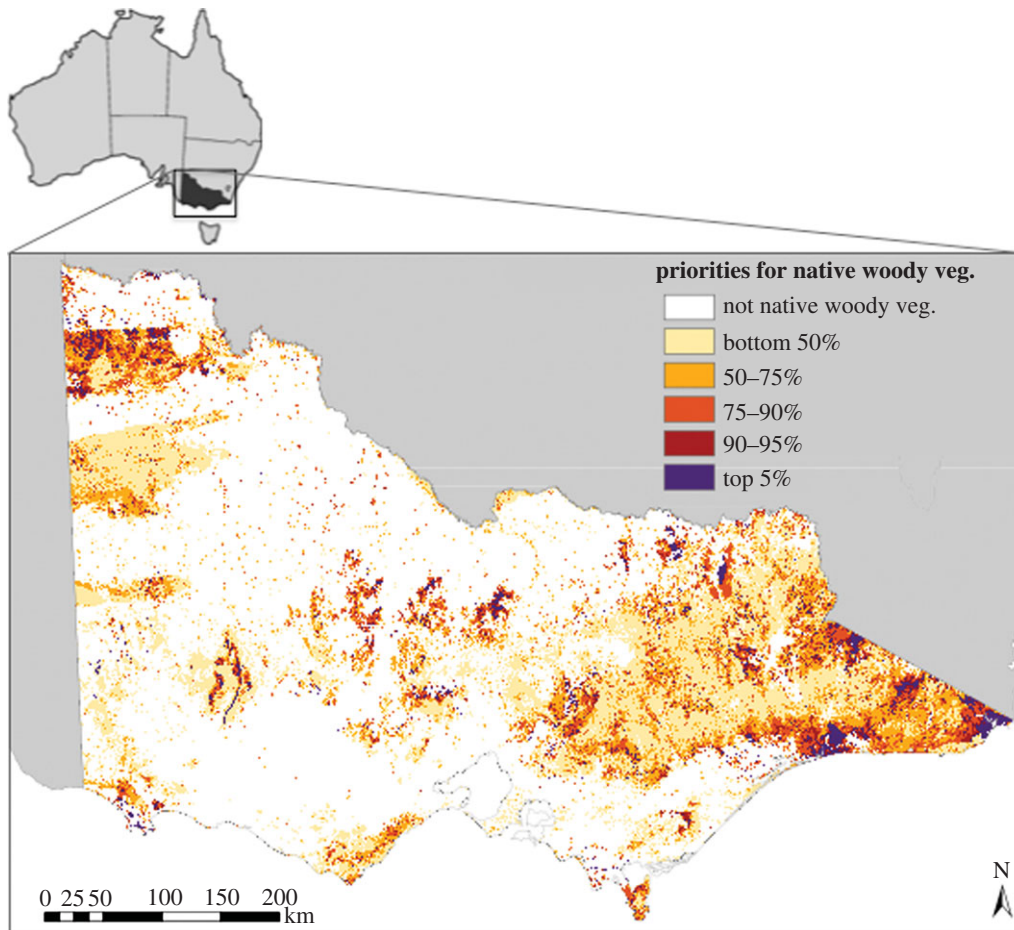 priorities for native woody veg.
not native woody veg.
bottom 50%
50–75%
75–90%
90–95%
top 5%
0 25 50 100 150 200
km
N